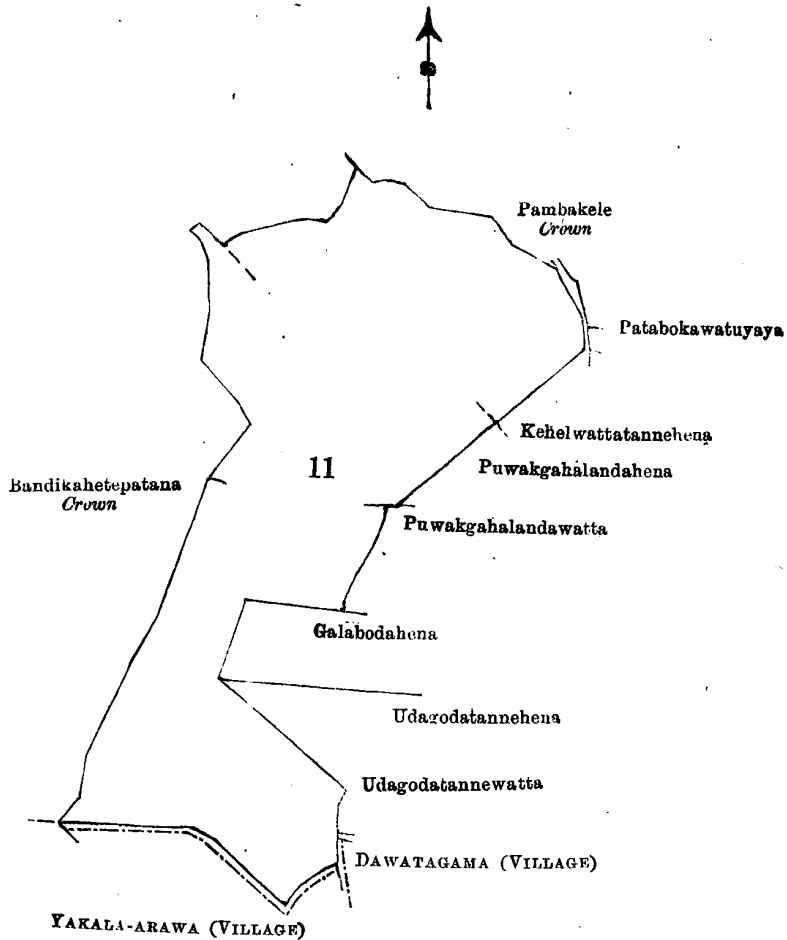 Pambakele
Crown
Patabokawatuyaya
Kehelwattatannehena
Puwakgahalandahena
11
Bandikahetepatana
Crown
Puwakgahalandawatta
Galabodahena
Udagodatannehena
Udagodatannewatta
DAWATAGAMA (VILLAGE)
YAKALA-ARAWA (VILLAGE)